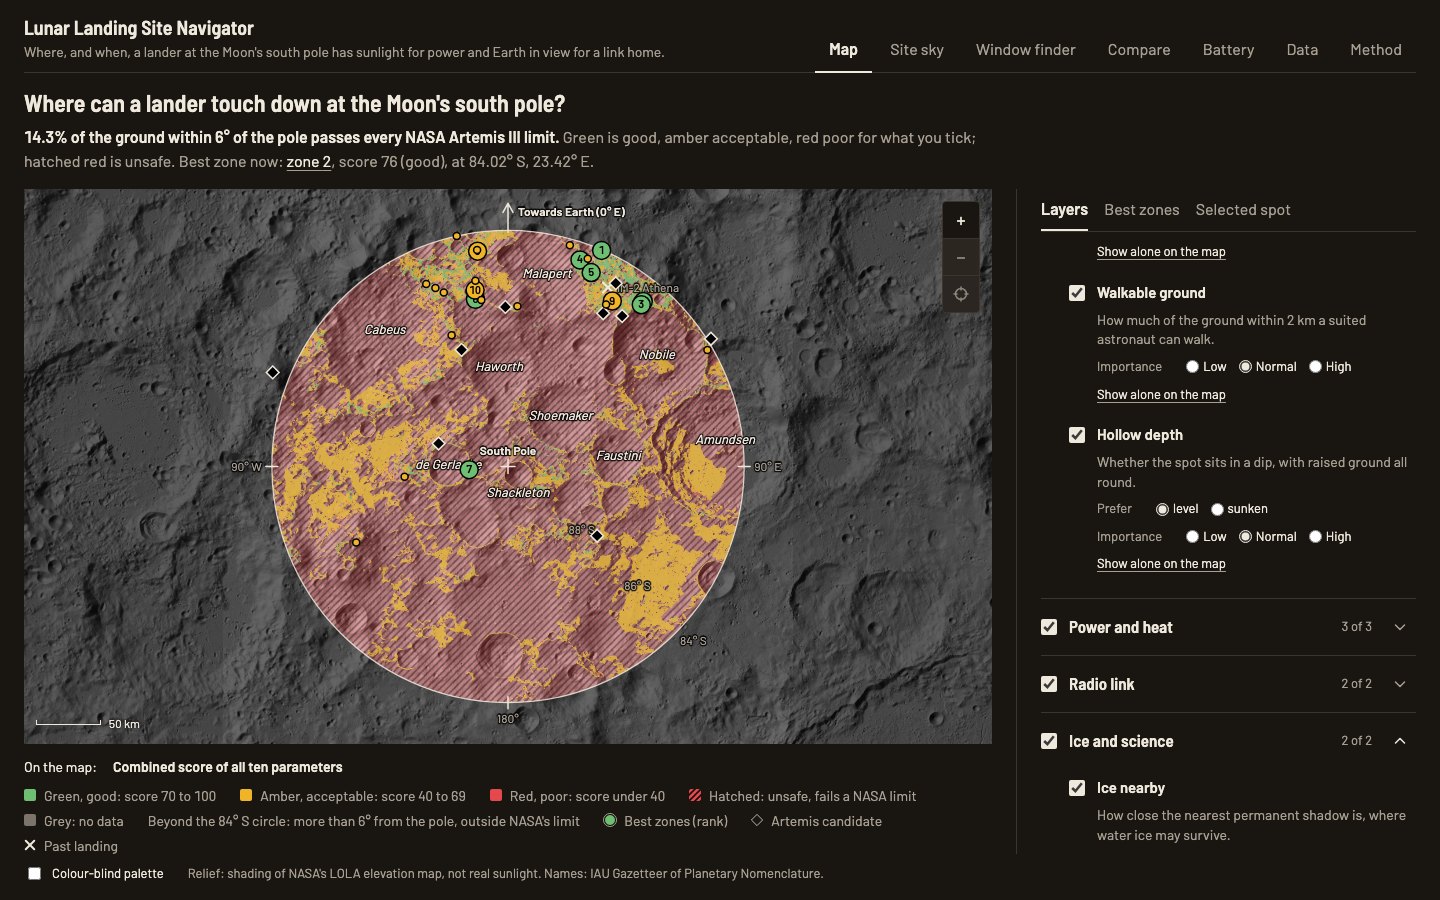 Lunar Landing Site Navigator
Where, and when, a lander at the Moon's south pole has sunlight for power and Earth in view for a link home.
Map Site sky Window finder Compare Battery Data Method
Where can a lander touch down at the Moon's south pole?
14.3% of the ground within 6° of the pole passes every NASA Artemis III limit. Green is good, amber acceptable, red poor for what you tick;
hatched red is unsafe. Best zone now: zone 2, score 76 (good), at 84.02° S, 23.42° E.
Towards Earth (0° E)
+
−
1
4
5
Malapert
IM-2 Athena
10
9
3
Cabeus
Haworth
Nobile
Shoemaker
Amundsen
South Pole
90° W
7
Faustini
90° E
Shackleton
88° S
86° S
84° S
180°
50 km
On the map: Combined score of all ten parameters
Green, good: score 70 to 100
Amber, acceptable: score 40 to 69
Red, poor: score under 40
Hatched: unsafe, fails a NASA limit
Grey: no data
Beyond the 84° S circle: more than 6° from the pole, outside NASA's limit
Best zones (rank)
Artemis candidate
Past landing
Colour-blind palette
Relief: shading of NASA's LOLA elevation map, not real sunlight. Names: IAU Gazetteer of Planetary Nomenclature.
Layers Best zones Selected spot
Show alone on the map
Walkable ground
How much of the ground within 2 km a suited
astronaut can walk.
Importance Low Normal High
Show alone on the map
Hollow depth
Whether the spot sits in a dip, with raised ground all
round.
Prefer level sunken
Importance Low Normal High
Show alone on the map
Power and heat 3 of 3
Radio link 2 of 2
Ice and science 2 of 2
Ice nearby
How close the nearest permanent shadow is, where
water ice may survive.